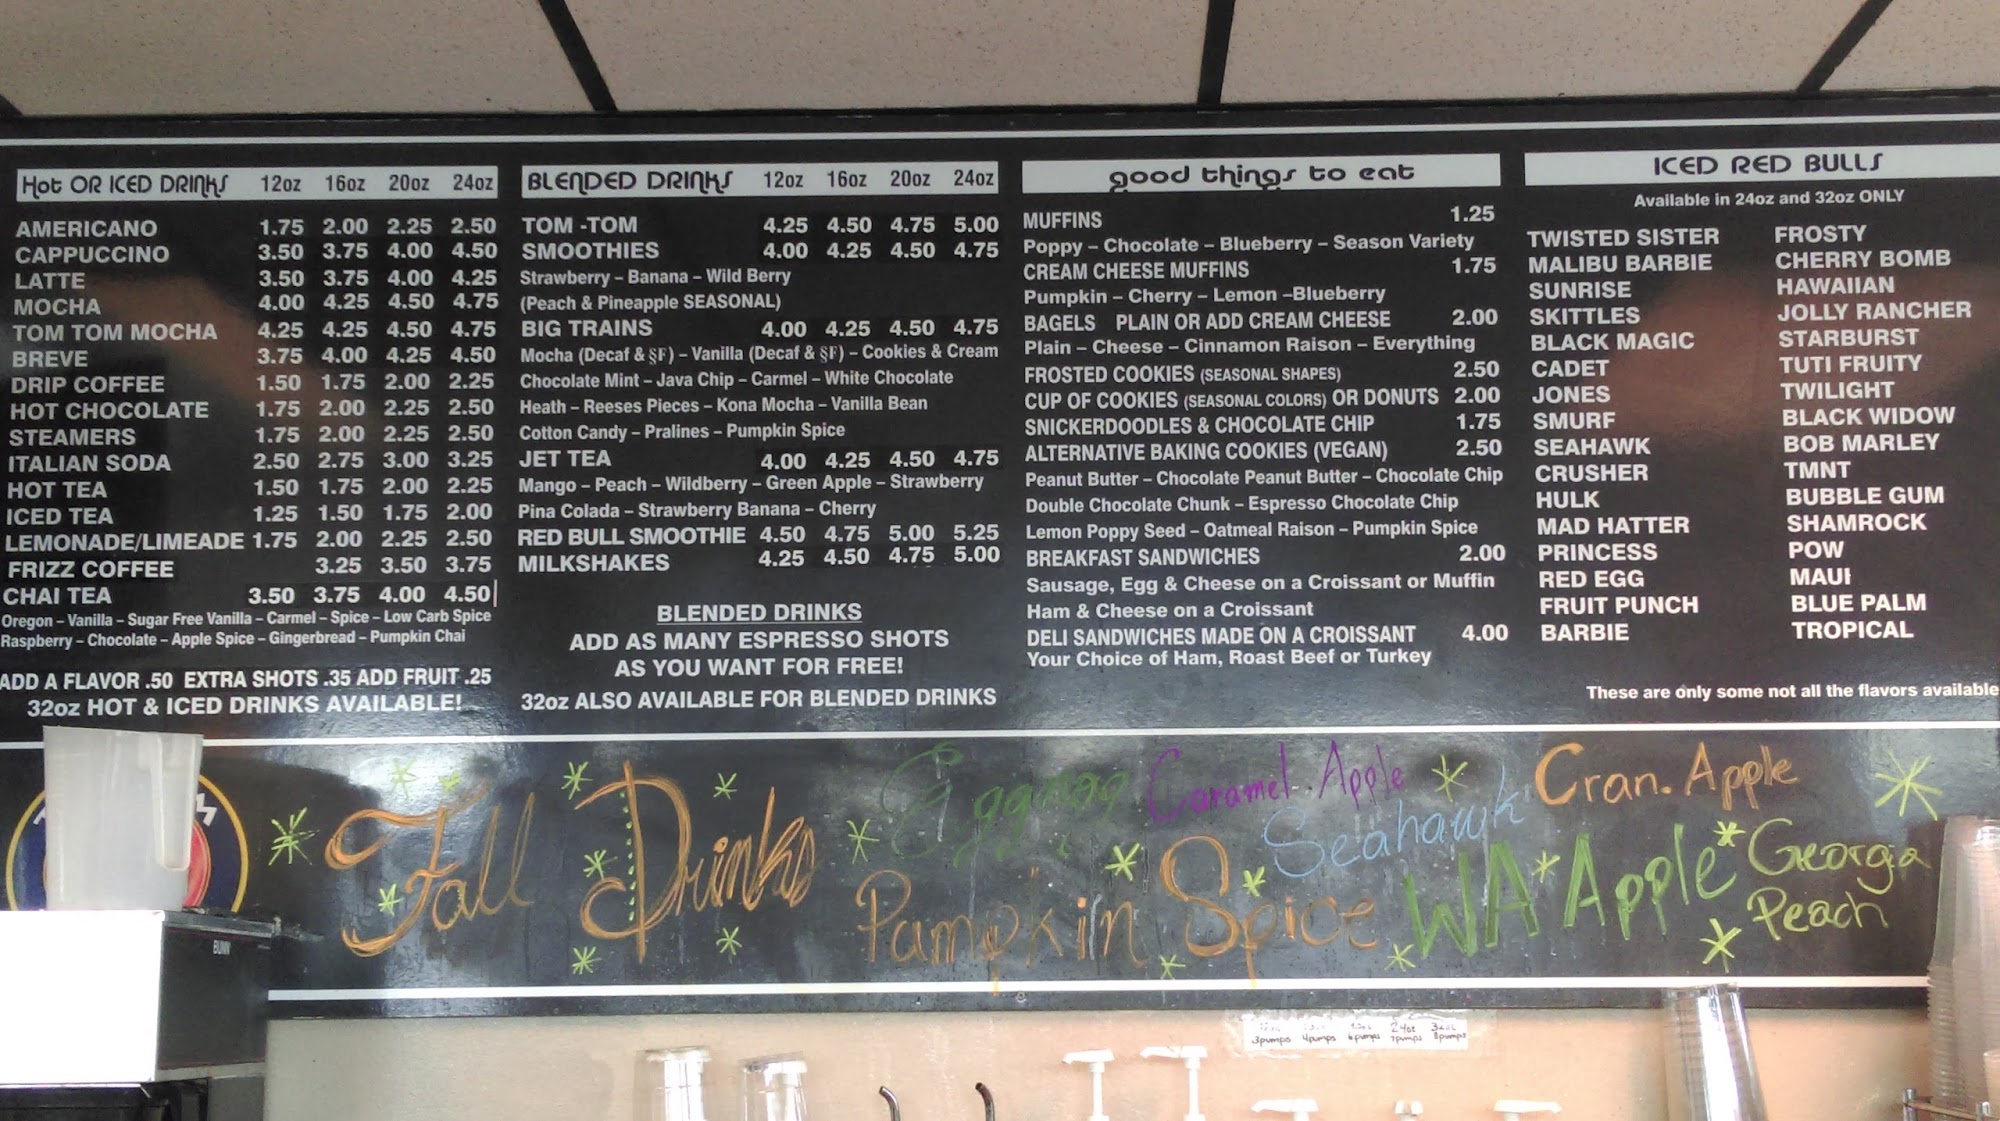 Hot OR ICED DRINKS 12oz 16oz 20oz 24oz
AMERICANO 1.75 2.00 2.25 2.50
CAPPUCCINO 3.50 3.75 4.00 4.50
LATTE 3.50 3.75 4.00 4.25
MOCHA 4.00 4.25 4.50 4.75
TOM TOM MOCHA 4.25 4.25 4.50 4.75
BREVE 3.75 4.00 4.25 4.50
DRIP COFFEE 1.50 1.75 2.00 2.25
HOT CHOCOLATE 1.75 2.00 2.25 2.50
STEAMERS 1.75 2.00 2.25 2.50
ITALIAN SODA 2.50 2.75 3.00 3.25
HOT TEA 1.50 1.75 2.00 2.25
ICED TEA 1.25 1.50 1.75 2.00
LEMONADE/LIMEADE 1.75 2.00 2.25 2.50
FRIZZ COFFEE 3.25 3.50 3.75
CHAI TEA 3.50 3.75 4.00 4.50
Oregon – Vanilla – Sugar Free Vanilla – Carmel – Spice – Low Carb Spice
Raspberry – Chocolate – Apple Spice – Gingerbread – Pumpkin Chai
ADD A FLAVOR .50 EXTRA SHOTS .35 ADD FRUIT .25
32oz HOT & ICED DRINKS AVAILABLE!
BLENDED DRINKS 12oz 16oz 20oz 24oz
TOM -TOM 4.25 4.50 4.75 5.00
SMOOTHIES 4.00 4.25 4.50 4.75
Strawberry – Banana – Wild Berry
(Peach & Pineapple SEASONAL)
BIG TRAINS 4.00 4.25 4.50 4.75
Mocha (Decaf & SF) – Vanilla (Decaf & SF) – Cookies & Cream
Chocolate Mint – Java Chip – Carmel – White Chocolate
Heath – Reeses Pieces – Kona Mocha – Vanilla Bean
Cotton Candy – Pralines – Pumpkin Spice
JET TEA 4.00 4.25 4.50 4.75
Mango – Peach – Wildberry – Green Apple – Strawberry
Pina Colada – Strawberry Banana – Cherry
RED BULL SMOOTHIE 4.50 4.75 5.00 5.25
MILKSHAKES 4.25 4.50 4.75 5.00
BLENDED DRINKS
ADD AS MANY ESPRESSO SHOTS
AS YOU WANT FOR FREE!
32oz ALSO AVAILABLE FOR BLENDED DRINKS
good things to eat
MUFFINS 1.25
Poppy – Chocolate – Blueberry – Season Variety
CREAM CHEESE MUFFINS 1.75
Pumpkin – Cherry – Lemon –Blueberry
BAGELS PLAIN OR ADD CREAM CHEESE 2.00
Plain – Cheese – Cinnamon Raison – Everything
FROSTED COOKIES (SEASONAL SHAPES) 2.50
CUP OF COOKIES (SEASONAL COLORS) OR DONUTS 2.00
SNICKERDOODLES & CHOCOLATE CHIP 1.75
ALTERNATIVE BAKING COOKIES (VEGAN) 2.50
Peanut Butter – Chocolate Peanut Butter – Chocolate Chip
Double Chocolate Chunk – Espresso Chocolate Chip
Lemon Poppy Seed – Oatmeal Raison – Pumpkin Spice
BREAKFAST SANDWICHES 2.00
Sausage, Egg & Cheese on a Croissant or Muffin
Ham & Cheese on a Croissant
DELI SANDWICHES MADE ON A CROISSANT 4.00
Your Choice of Ham, Roast Beef or Turkey
ICED RED BULLS
Available in 24oz and 32oz ONLY
TWISTED SISTER FROSTY
MALIBU BARBIE CHERRY BOMB
SUNRISE HAWAIIAN
SKITTLES JOLLY RANCHER
BLACK MAGIC STARBURST
CADET TUTI FRUITY
JONES TWILIGHT
SMURF BLACK WIDOW
SEAHAWK BOB MARLEY
CRUSHER TMNT
HULK BUBBLE GUM
MAD HATTER SHAMROCK
PRINCESS POW
RED EGG MAUI
FRUIT PUNCH BLUE PALM
BARBIE TROPICAL
These are only some not all the flavors available
Fall Drinks
Eggnog Caramel Apple Cran. Apple
Seahawk
Pumpkin Spice WA Apple Georgia
Peach
BUNN
24oz 32oz
3pumps 4pumps 6pumps 7pumps 8pumps